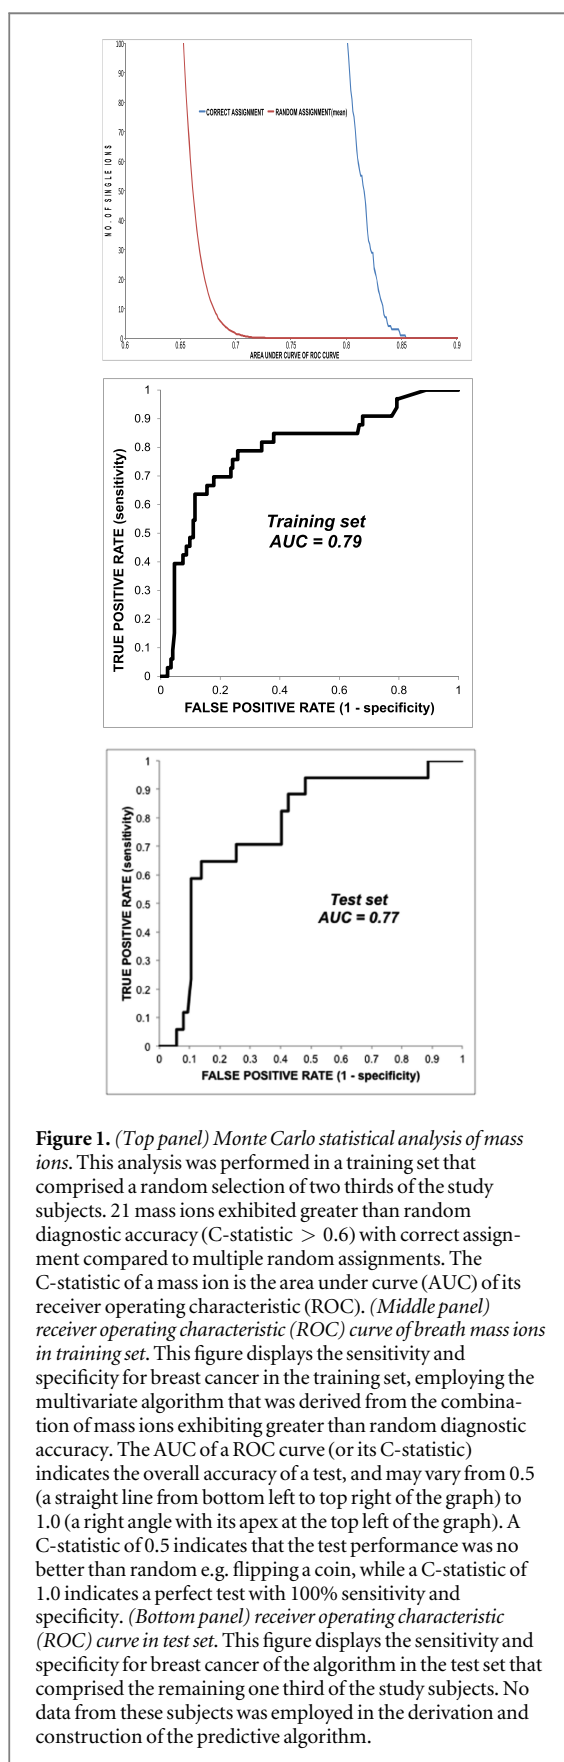 100
90
80
70
60
50
40
30
20
10
0
NO. OF SINGLE IONS
CORRECT ASSIGNMENT RANDOM ASSIGNMENT(mean)
0.6 0.65 0.7 0.75 0.8 0.85 0.9
AREA UNDER CURVE OF ROC CURVE
1
0.9
0.8
0.7
0.6
0.5
0.4
0.3
0.2
0.1
0
TRUE POSITIVE RATE (sensitivity)
Training set
AUC = 0.79
0 0.2 0.4 0.6 0.8 1
FALSE POSITIVE RATE (1 - specificity)
1
0.9
0.8
0.7
0.6
0.5
0.4
0.3
0.2
0.1
0
TRUE POSITIVE RATE (sensitivity)
Test set
AUC = 0.77
0 0.1 0.2 0.3 0.4 0.5 0.6 0.7 0.8 0.9 1
FALSE POSITIVE RATE (1 - specificity)
Figure 1. (Top panel) Monte Carlo statistical analysis of mass
ions. This analysis was performed in a training set that
comprised a random selection of two thirds of the study
subjects. 21 mass ions exhibited greater than random
diagnostic accuracy (C-statistic > 0.6) with correct assign-
ment compared to multiple random assignments. The
C-statistic of a mass ion is the area under curve (AUC) of its
receiver operating characteristic (ROC). (Middle panel)
receiver operating characteristic (ROC) curve of breath mass ions
in training set. This figure displays the sensitivity and
specificity for breast cancer in the training set, employing the
multivariate algorithm that was derived from the combina-
tion of mass ions exhibiting greater than random diagnostic
accuracy. The AUC of a ROC curve (or its C-statistic)
indicates the overall accuracy of a test, and may vary from 0.5
(a straight line from bottom left to top right of the graph) to
1.0 (a right angle with its apex at the top left of the graph). A
C-statistic of 0.5 indicates that the test performance was no
better than random e.g. flipping a coin, while a C-statistic of
1.0 indicates a perfect test with 100% sensitivity and
specificity. (Bottom panel) receiver operating characteristic
(ROC) curve in test set. This figure displays the sensitivity and
specificity for breast cancer of the algorithm in the test set that
comprised the remaining one third of the study subjects. No
data from these subjects was employed in the derivation and
construction of the predictive algorithm.